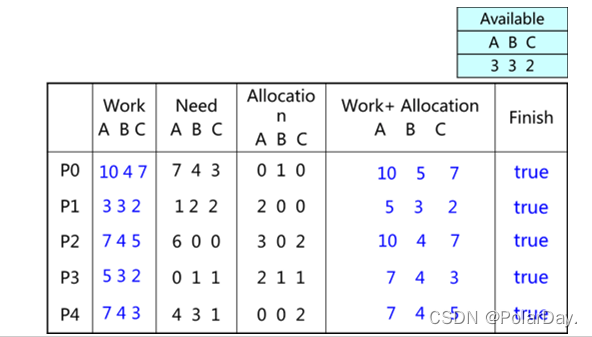 Available
A B C
3 3 2
Work Need Allocatio Work+ Allocation Finish
n
A B C A B C A B C A B C
P0 10 4 7 7 4 3 0 1 0 10 5 7 true
P1 3 3 2 1 2 2 2 0 0 5 3 2 true
P2 7 4 5 6 0 0 3 0 2 10 4 7 true
P3 5 3 2 0 1 1 2 1 1 7 4 3 true
P4 7 4 3 4 3 1 0 0 2 7 4 5 true
CSDN @PolarDay.